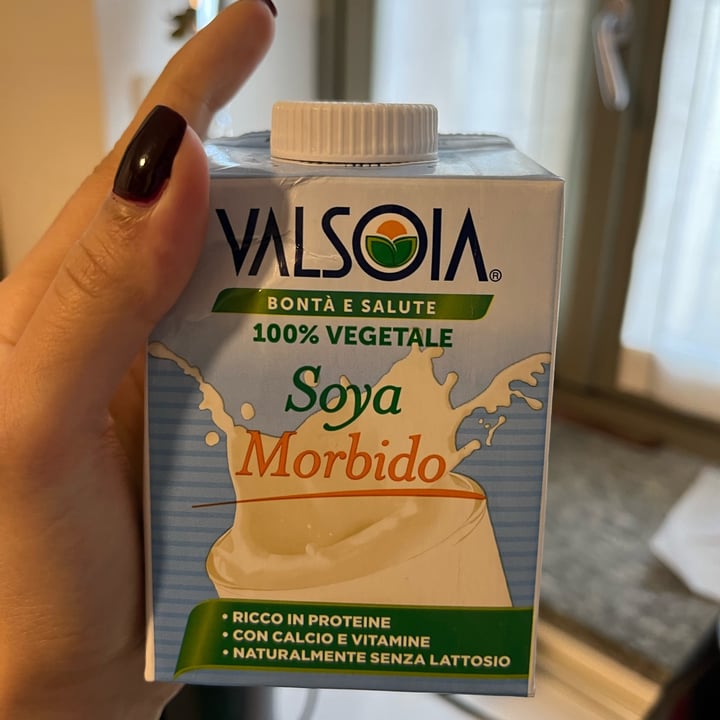 VALSOIA®
BONTÀ E SALUTE
100% VEGETALE
Soya
Morbido
• RICCO IN PROTEINE
• CON CALCIO E VITAMINE
• NATURALMENTE SENZA LATTOSIO